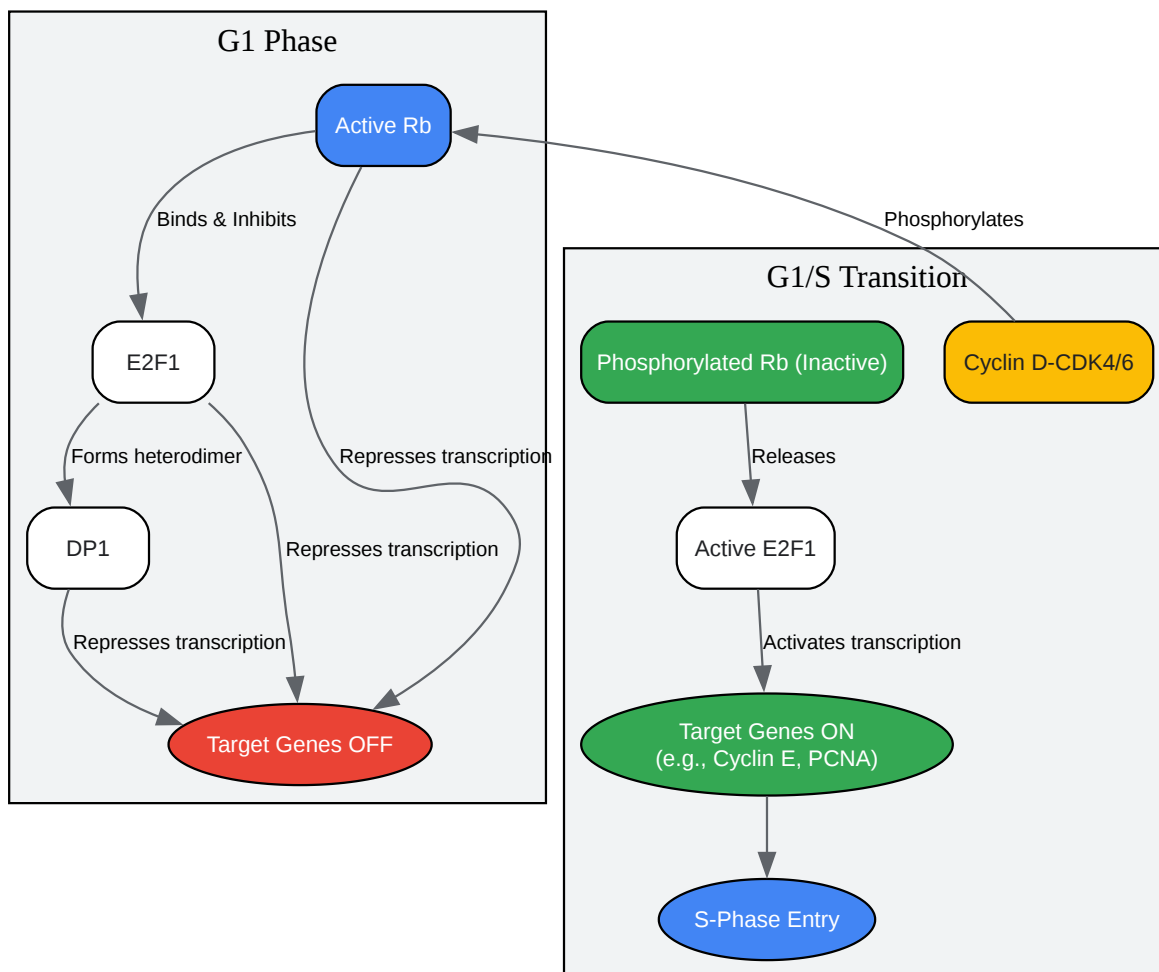 G1 Phase
Active Rb
Binds & Inhibits
Phosphorylates
G1/S Transition
E2F1
Phosphorylated Rb (Inactive)
Cyclin D-CDK4/6
Forms heterodimer
Represses transcription
Releases
DP1
Represses transcription
Active E2F1
Represses transcription
Activates transcription
Target Genes OFF
Target Genes ON
(e.g., Cyclin E, PCNA)
S-Phase Entry